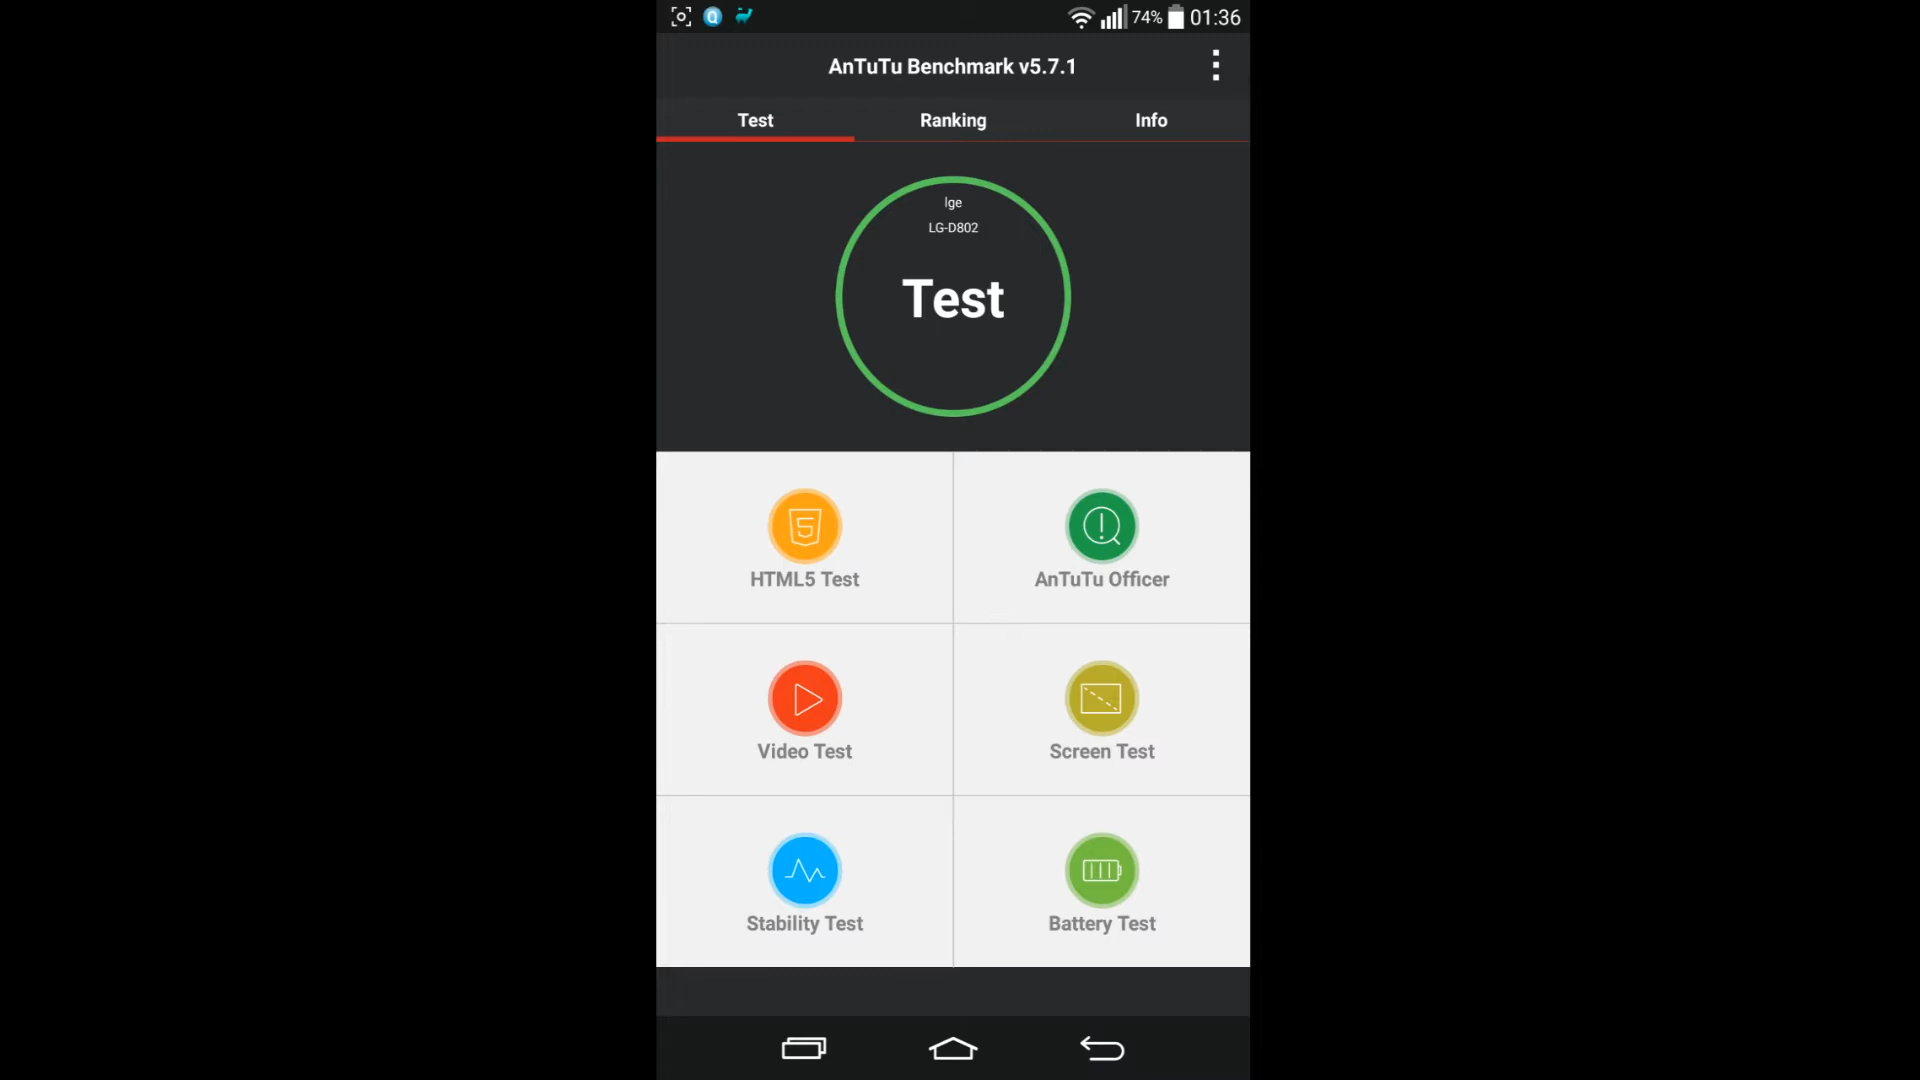 74% 01:36
AnTuTu Benchmark v5.7.1
Test Ranking Info
lge
LG-D802
Test
HTML5 Test AnTuTu Officer
Video Test Screen Test
Stability Test Battery Test